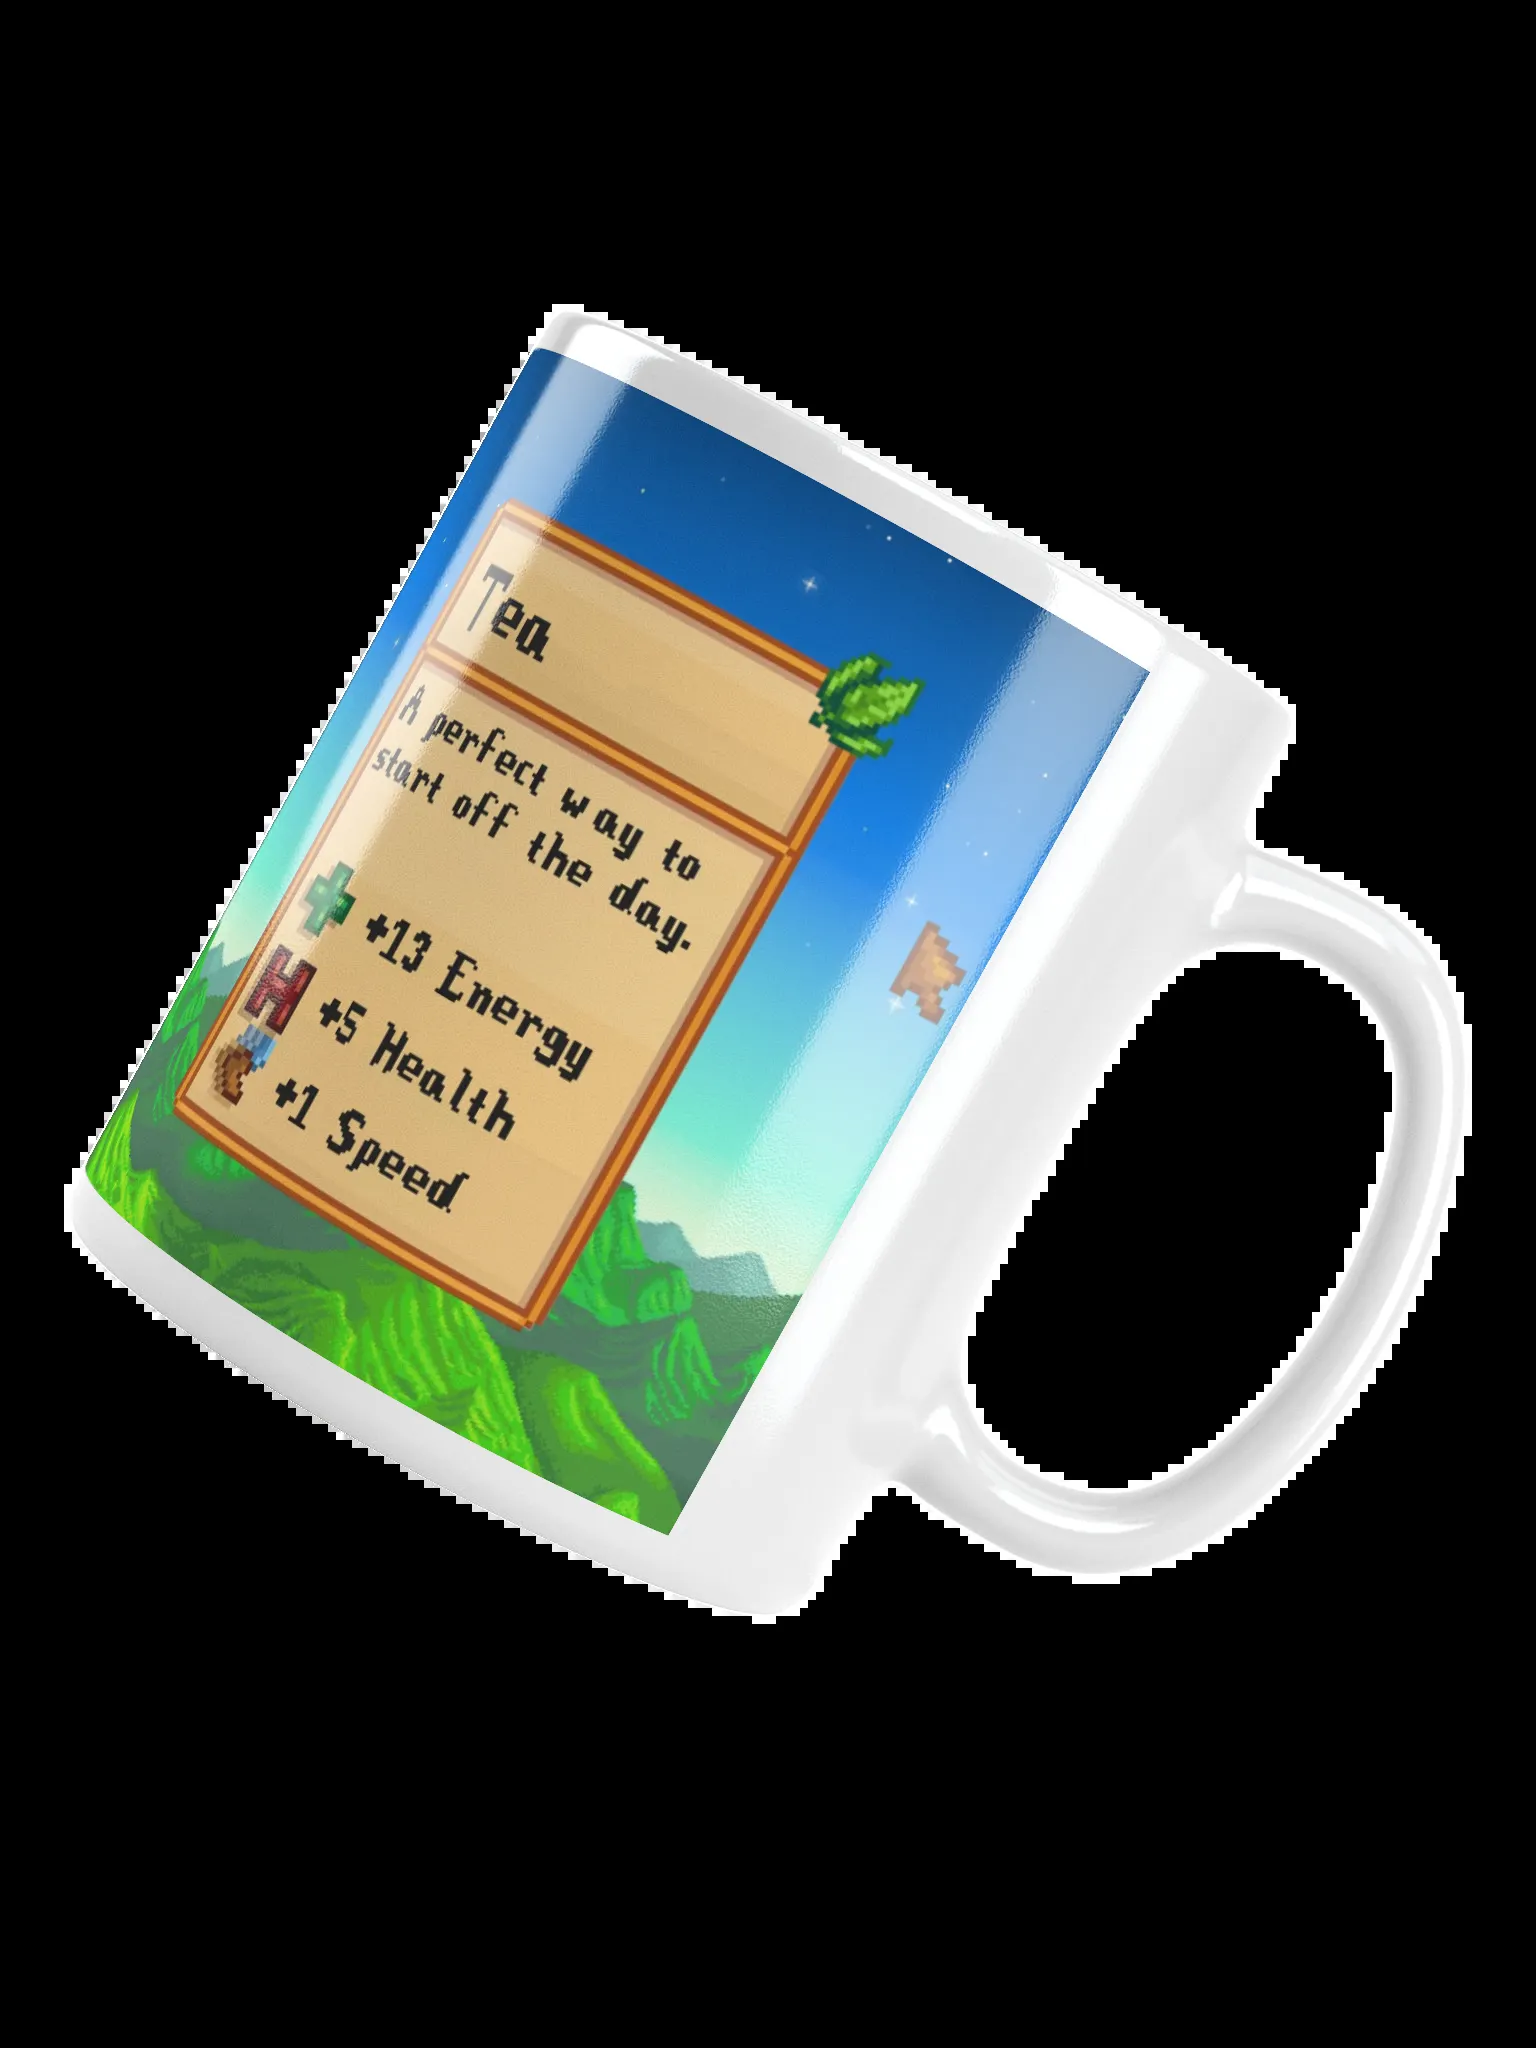 Tea
A perfect way to
start off the day.
+13 Energy
H +5 Health
+1 Speed